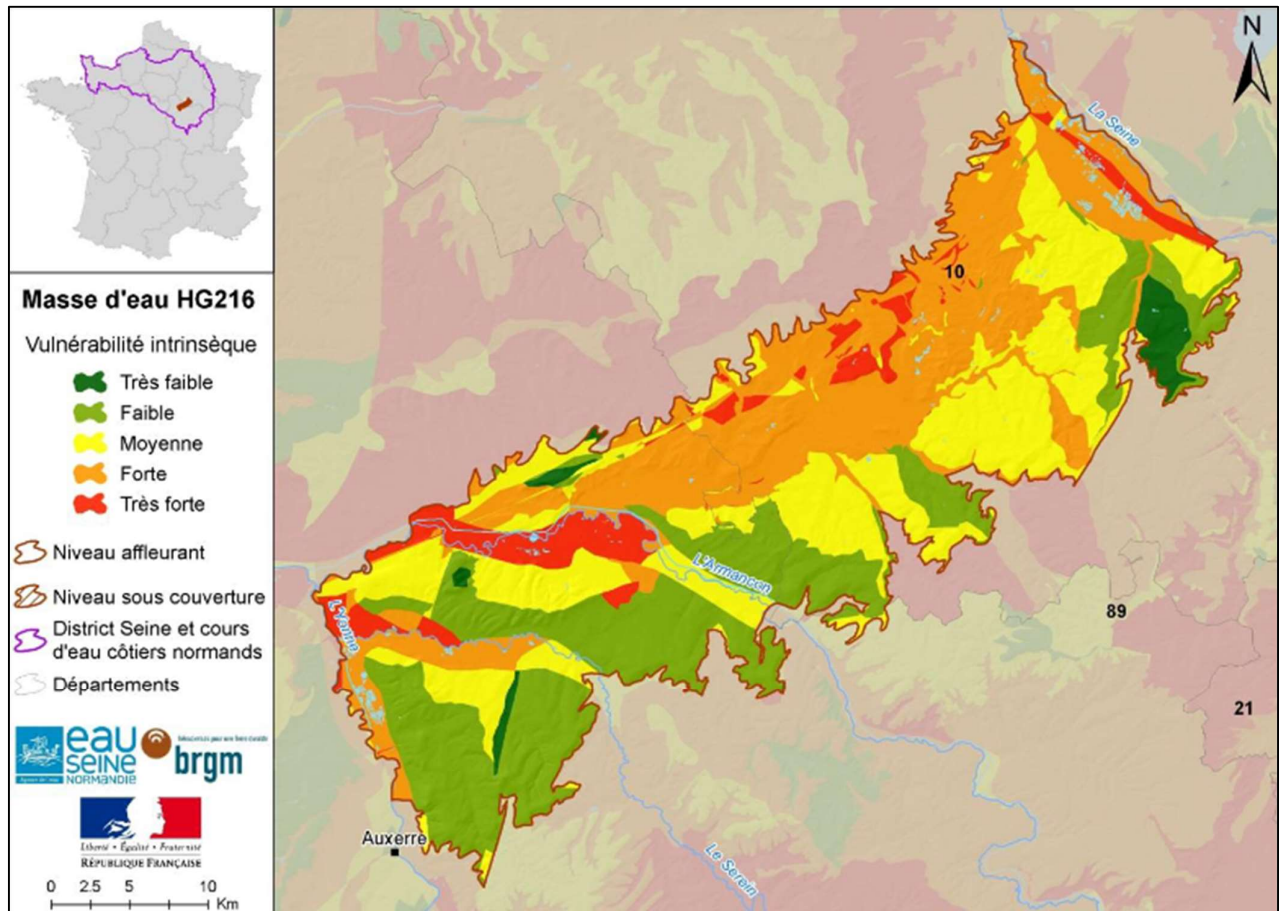 Masse d'eau HG216
Vulnérabilité intrinsèque
Très faible
Faible
Moyenne
Forte
Très forte
Niveau affleurant
Niveau sous couverture
District Seine et cours
d'eau côtiers normands
Départements
eau
SEINE
NORMANDIE
brgm
Liberté • Égalité • Fraternité
RÉPUBLIQUE FRANÇAISE
0 2.5 5 10
Km
N
La Seine
10
L'Armançon
89
L'Yonne
21
Auxerre
Le Serein